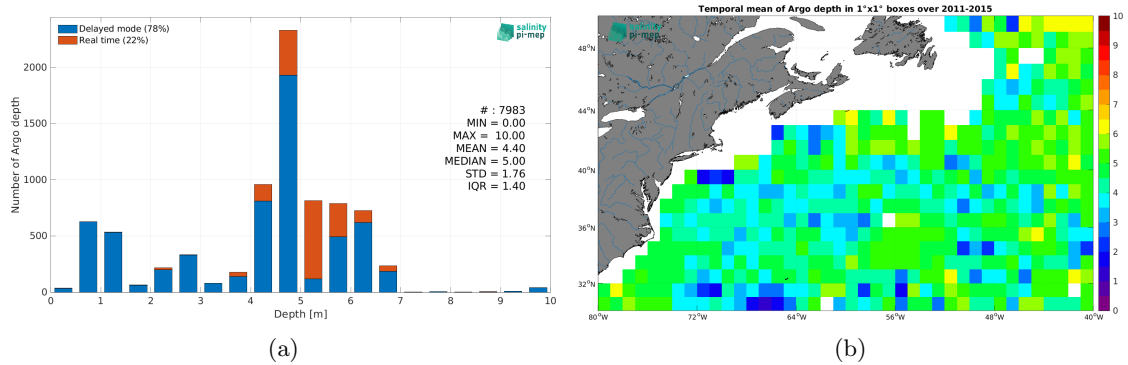 Delayed mode (78%)
Real time (22%)
salinity
pi-mep
Number of Argo depth
2000
1500
1000
500
0
# : 7983
MIN = 0.00
MAX = 10.00
MEAN = 4.40
MEDIAN = 5.00
STD = 1.76
IQR = 1.40
0 1 2 3 4 5 6 7 8 9 10
Depth [m]
(a)
Temporal mean of Argo depth in 1°x1° boxes over 2011-2015
salinity
pi-mep
48°N
44°N
40°N
36°N
32°N
80°W 72°W 64°W 56°W 48°W 40°W
10
9
8
7
6
5
4
3
2
1
0
(b)